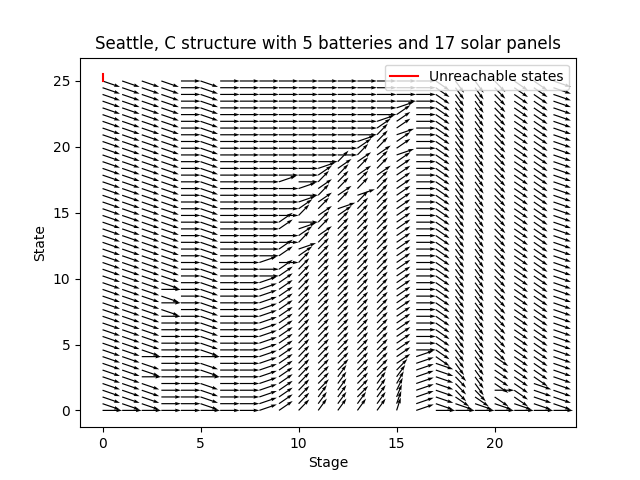 Seattle, C structure with 5 batteries and 17 solar panels
Unreachable states
25
20
15
10
5
0
State
0 5 10 15 20
Stage